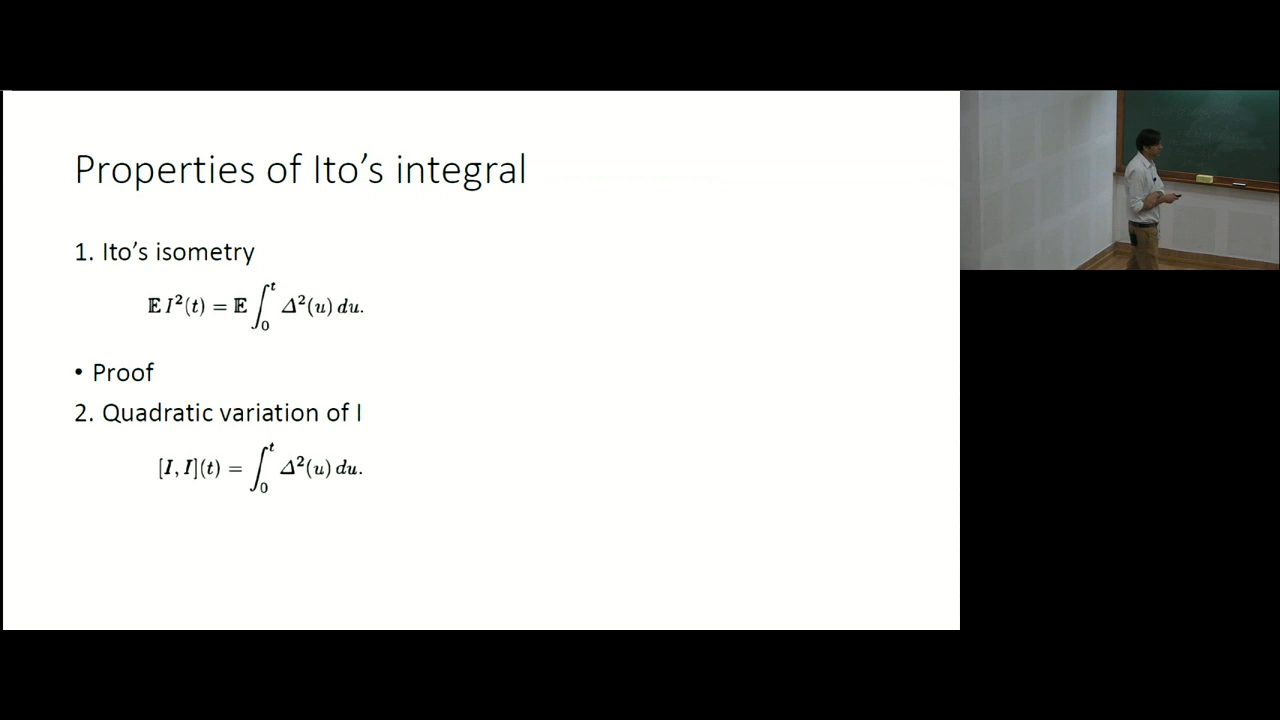 Properties of Ito’s integral
1. Ito’s isometry
𝔼 I²(t) = 𝔼 ∫₀ᵗ Δ²(u) du.
• Proof
2. Quadratic variation of I
[I, I](t) = ∫₀ᵗ Δ²(u) du.